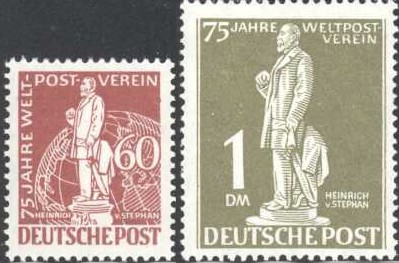 75 JAHRE WELT-POST-VEREIN
60
HEINRICH v. STEPHAN
DEUTSCHE POST
75 JAHRE WELTPOST-
VEREIN
1
DM
HEINRICH
v. STEPHAN
DEUTSCHE POST